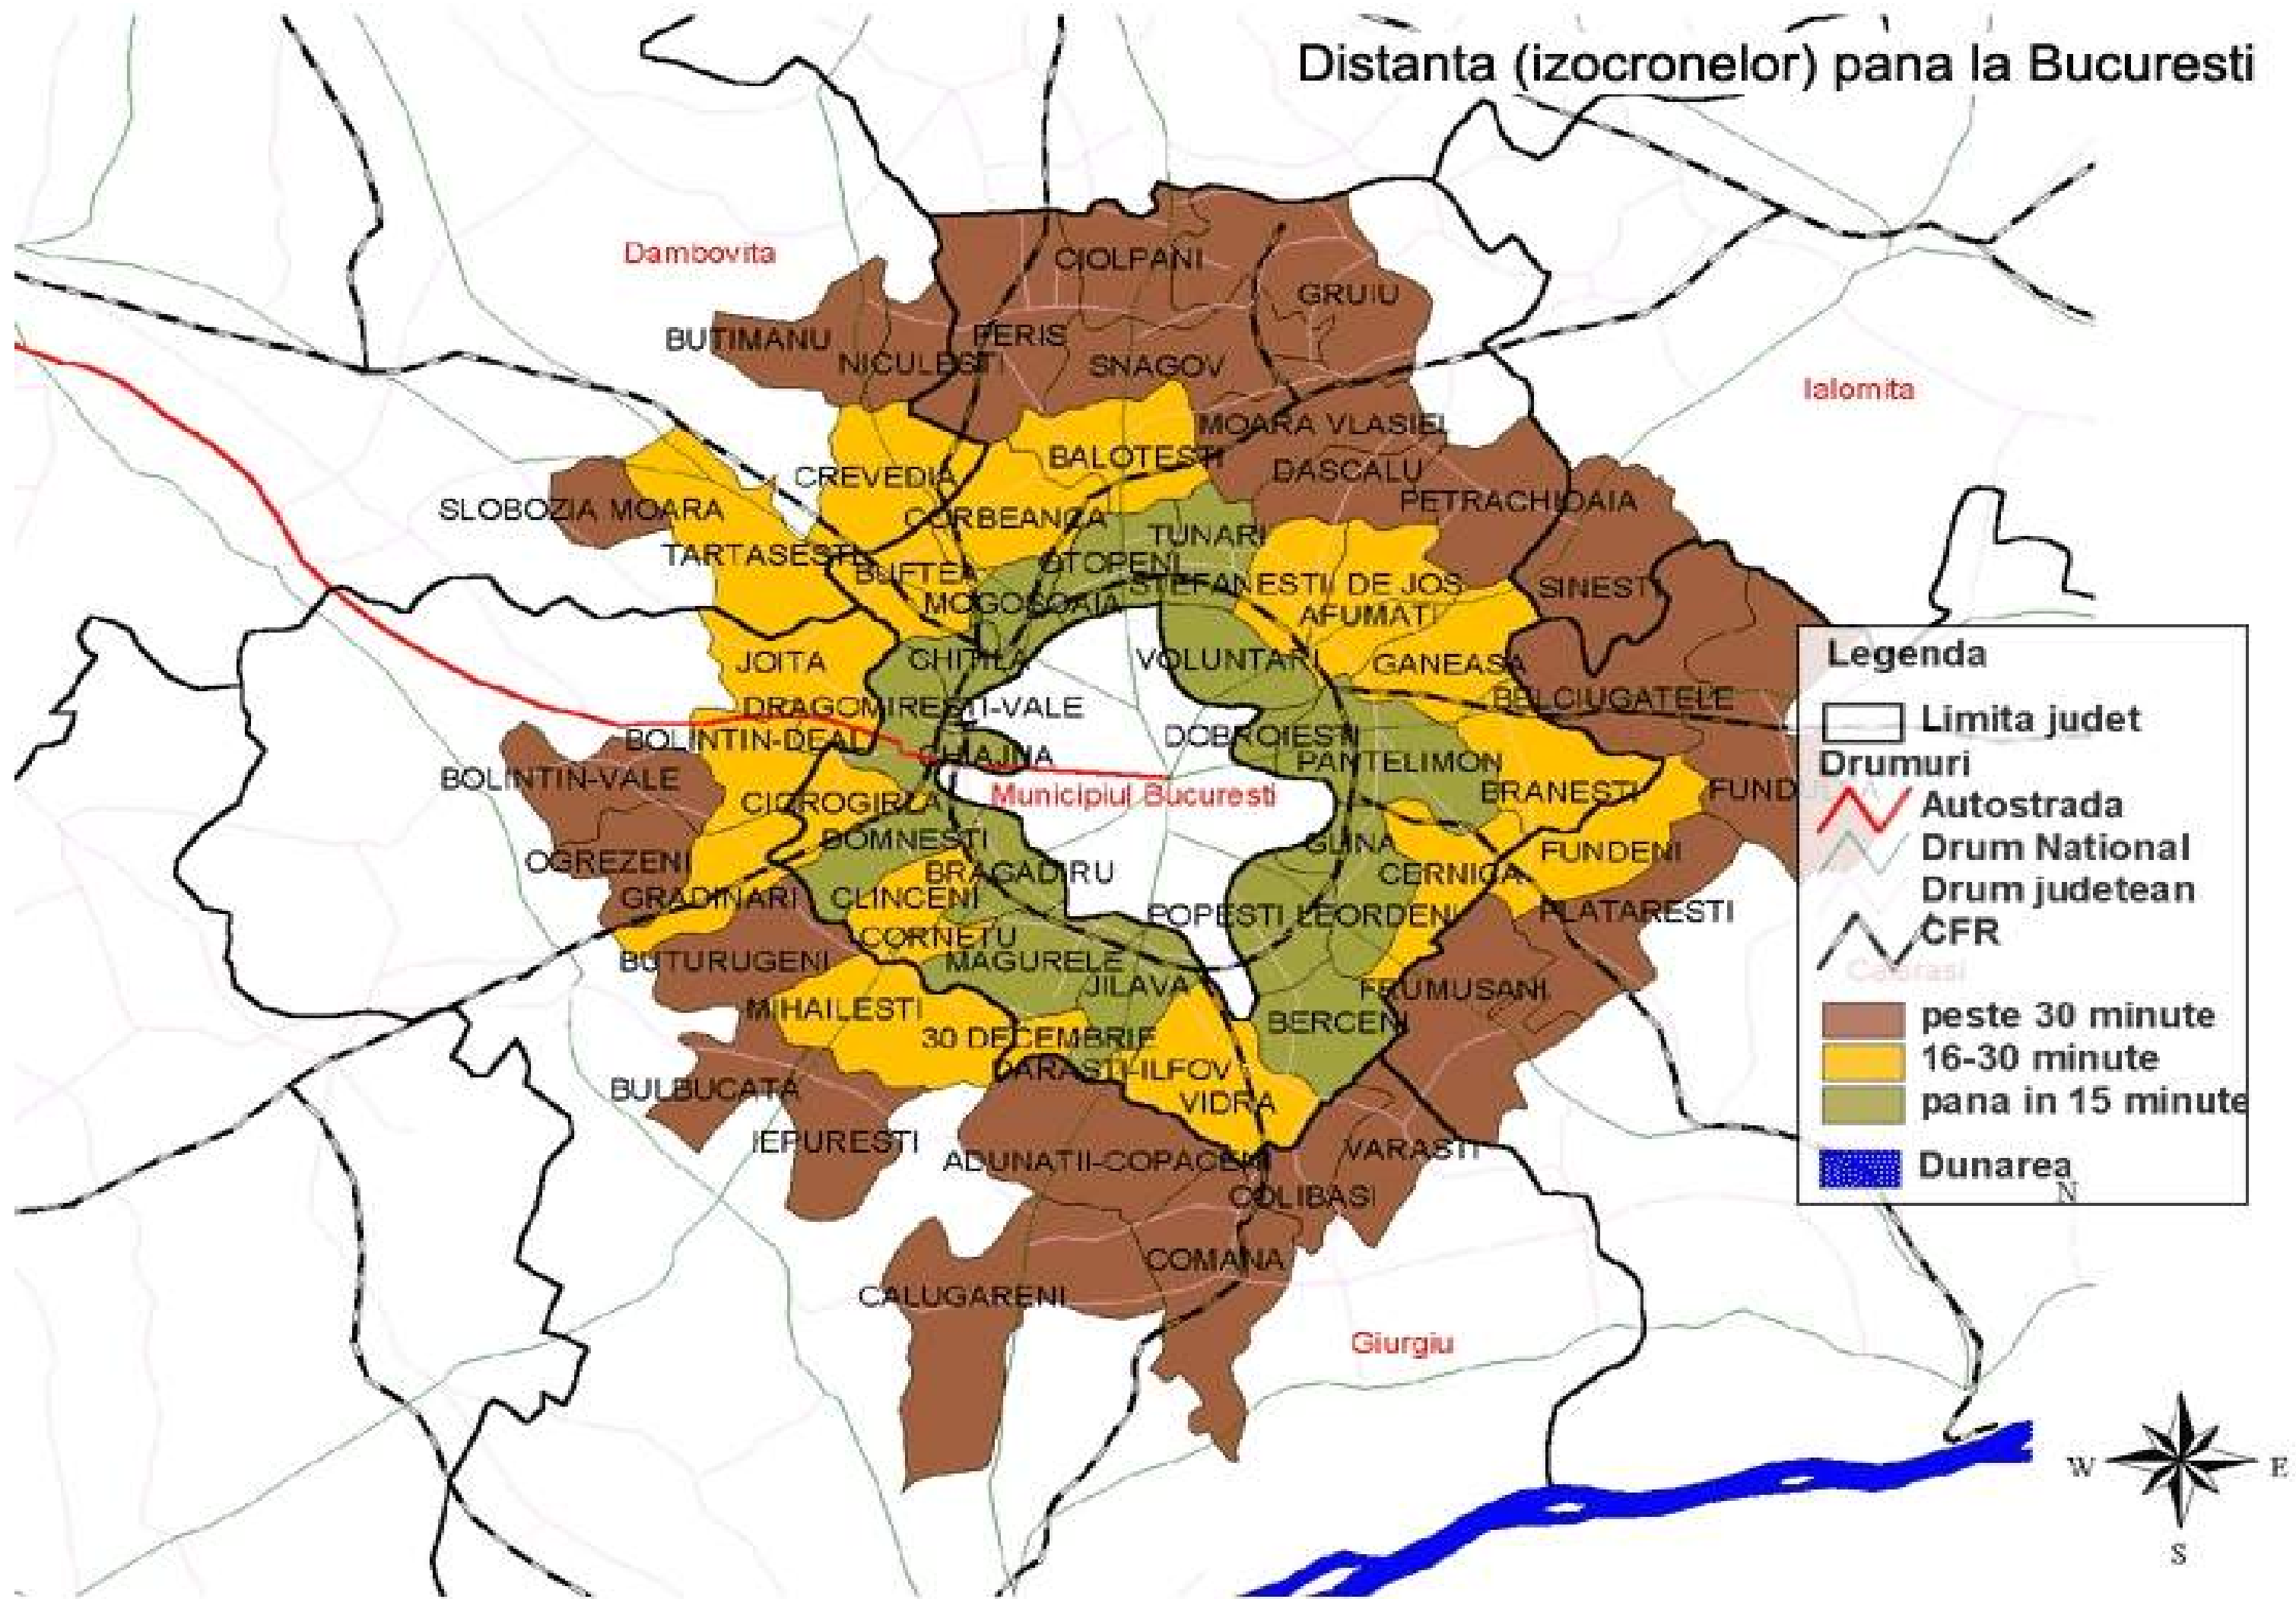 Distanta (izocronelor) pana la Bucuresti
Dambovita
CIOLPANI
GRUIU
BUTIMANU
PERIS
NICULESTI
SNAGOV
Ialomita
MOARA VLASIEI
BALOTESTI
DASCALU
CREVEDIA
PETRACHIOAIA
SLOBOZIA MOARA
CORBEANCA
TUNARI
TARTASESTI
OTOPENI
BUFTEA
STEFANESTII DE JOS
SINESTI
MOGOSOAIA
AFUMATI
JOITA
CHITILA
VOLUNTARI
GANEASA
BELCIUGATELE
DRAGOMIRESTI-VALE
BOLINTIN-DEAL
DOBROIESTI
CHIAJNA
PANTELIMON
BOLINTIN-VALE
BRANESTI
FUNDULEA
Municipiul Bucuresti
CIOROGIRLA
DOMNESTI
GLINA
OGREZENI
FUNDENI
BRAGADIRU
CERNICA
GRADINARI
CLINCENI
POPESTI LEORDENI
PLATARESTI
CORNETU
BUTURUGENI
MAGURELE
JILAVA
FRUMUSANI
MIHAILESTI
BERCENI
30 DECEMBRIE
DARASTI-ILFOV
BULBUCATA
VIDRA
IEPURESTI
VARASTI
ADUNATII-COPACENI
COLIBASI
COMANA
CALUGARENI
Giurgiu
Legenda
Limita judet
Drumuri
Autostrada
Drum National
Drum judetean
CFR
Calarasi
peste 30 minute
16-30 minute
pana in 15 minute
Dunarea
N
W
E
S